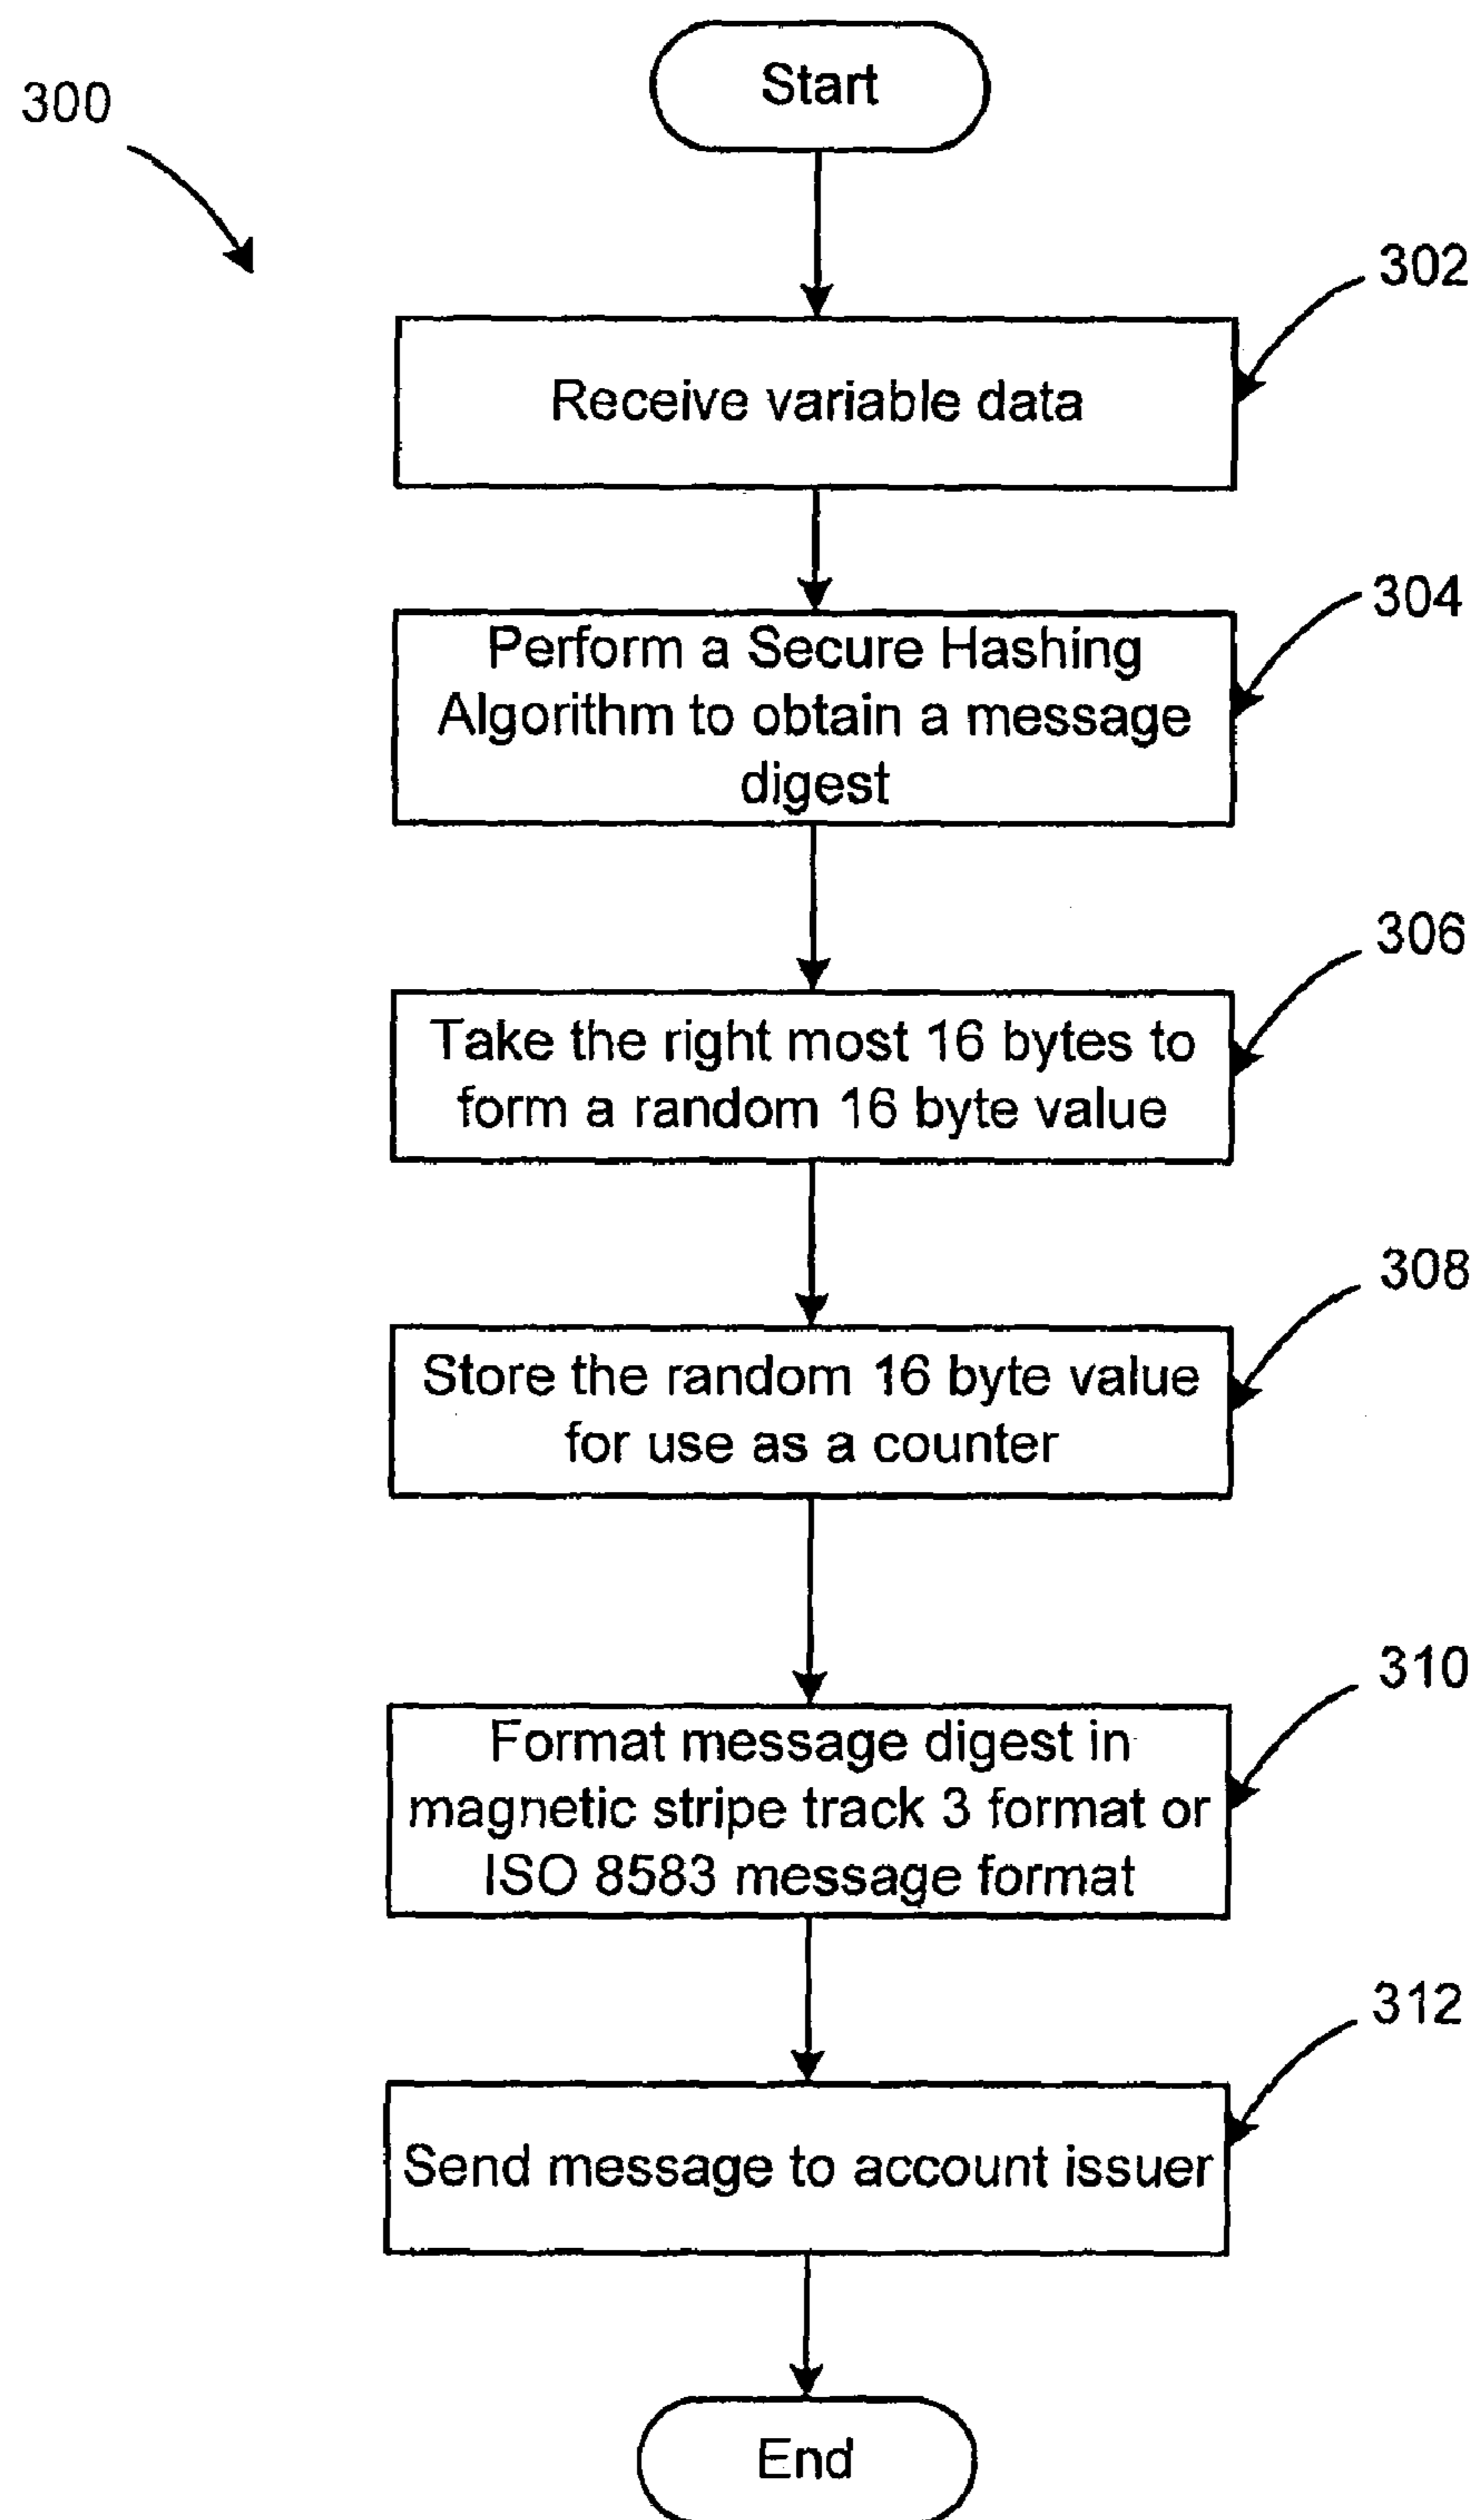 Start
300
302
Receive variable data
304
Perform a Secure Hashing
Algorithm to obtain a message
digest
306
Take the right most 16 bytes to
form a random 16 byte value
308
Store the random 16 byte value
for use as a counter
310
Format message digest in
magnetic stripe track 3 format or
ISO 8583 message format
312
Send message to account issuer
End